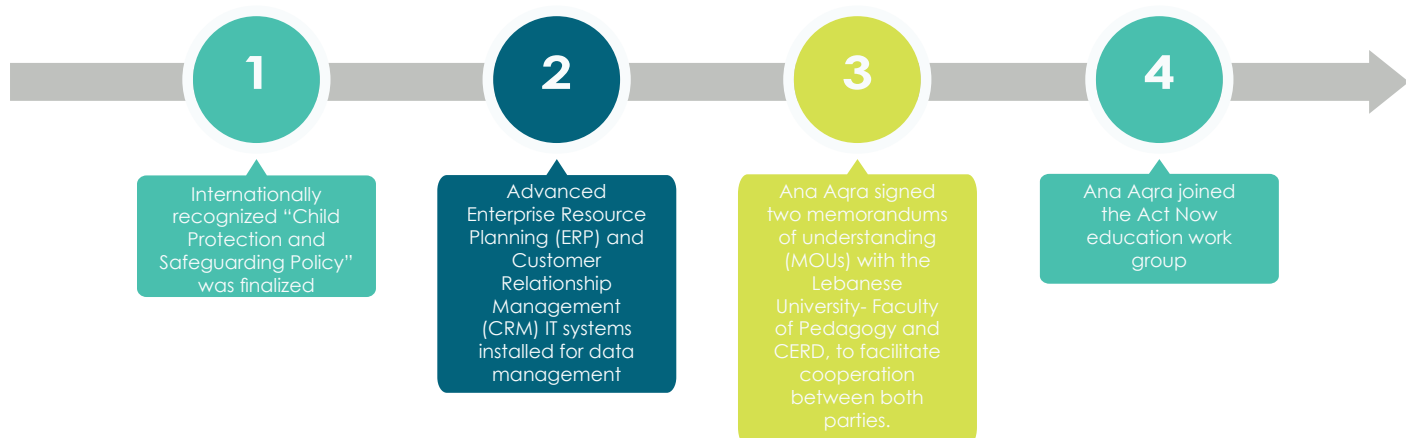 1
2
3
4
Internationally
recognized “Child
Protection and
Safeguarding Policy”
was finalized
Advanced
Enterprise Resource
Planning (ERP) and
Customer
Relationship
Management
(CRM) IT systems
installed for data
management
Ana Aqra signed
two memorandums
of understanding
(MOUs) with the
Lebanese
University- Faculty
of Pedagogy and
CERD, to facilitate
cooperation
between both
parties.
Ana Aqra joined
the Act Now
education work
group